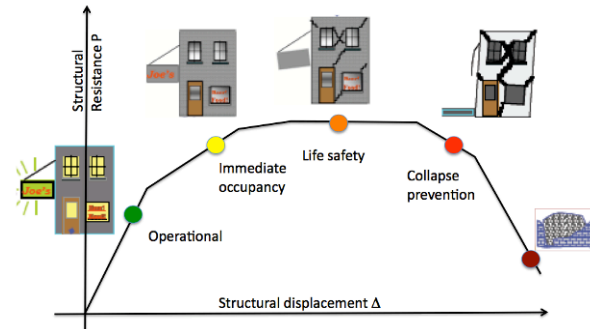 Structural
Resistance P
Joe's
Joe's
Operational
Immediate
occupancy
Life safety
Collapse
prevention
Structural displacement Δ